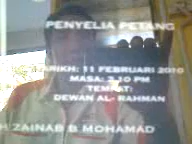 PENYELIA PETANG
TARIKH: 11 FEBRUARI 2010
MASA: 3.10 PM
TEMPAT:
DEWAN AL- RAHMAN
H ZAINAB B MOHAMAD